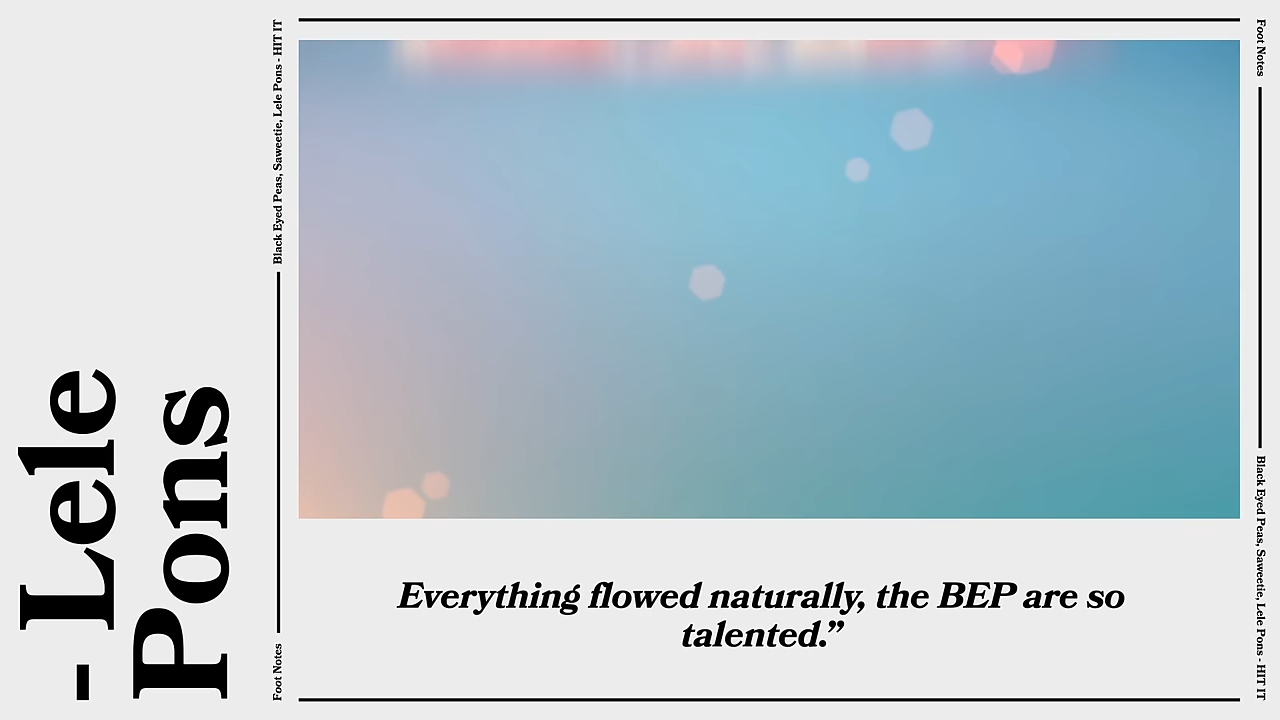 - Lele
Pons
Black Eyed Peas, Saweetie, Lele Pons - HIT IT
Foot Notes
Everything flowed naturally, the BEP are so
talented.”
Foot Notes
Black Eyed Peas, Saweetie, Lele Pons - HIT IT